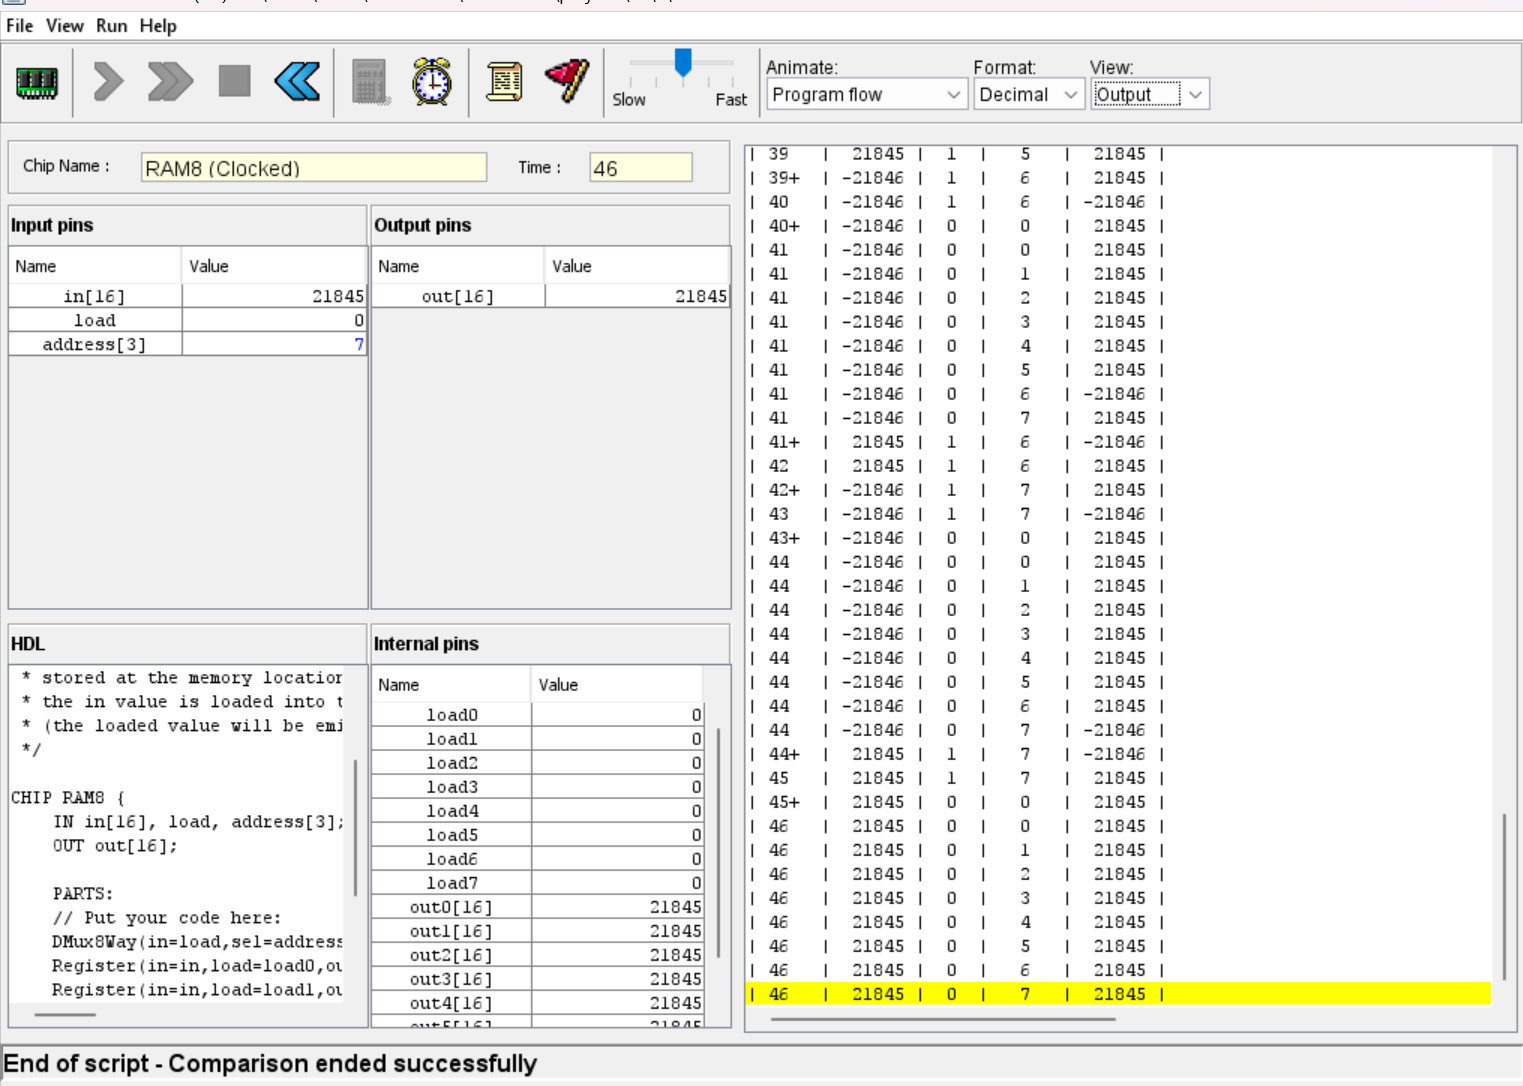 File View Run Help
Slow Fast
Animate:
Program flow
Format:
Decimal
View:
Output
Chip Name : RAM8 (Clocked) Time : 46
Input pins
Name Value
in[16] 21845
load 0
address[3] 7
Output pins
Name Value
out[16] 21845
HDL
* stored at the memory location
* the in value is loaded into t
* (the loaded value will be emi
*/
CHIP RAM8 {
IN in[16], load, address[3];
OUT out[16];
PARTS:
// Put your code here:
DMux8Way(in=load,sel=address
Register(in=in,load=load0,ou
Register(in=in,load=load1,ou
Internal pins
Name Value
load0 0
load1 0
load2 0
load3 0
load4 0
load5 0
load6 0
load7 0
out0[16] 21845
out1[16] 21845
out2[16] 21845
out3[16] 21845
out4[16] 21845
| 39 | 21845 | 1 | 5 | 21845 |
| 39+ | -21846 | 1 | 6 | 21845 |
| 40 | -21846 | 1 | 6 | -21846 |
| 40+ | -21846 | 0 | 0 | 21845 |
| 41 | -21846 | 0 | 0 | 21845 |
| 41 | -21846 | 0 | 1 | 21845 |
| 41 | -21846 | 0 | 2 | 21845 |
| 41 | -21846 | 0 | 3 | 21845 |
| 41 | -21846 | 0 | 4 | 21845 |
| 41 | -21846 | 0 | 5 | 21845 |
| 41 | -21846 | 0 | 6 | -21846 |
| 41 | -21846 | 0 | 7 | 21845 |
| 41+ | 21845 | 1 | 6 | -21846 |
| 42 | 21845 | 1 | 6 | 21845 |
| 42+ | -21846 | 1 | 7 | 21845 |
| 43 | -21846 | 1 | 7 | -21846 |
| 43+ | -21846 | 0 | 0 | 21845 |
| 44 | -21846 | 0 | 0 | 21845 |
| 44 | -21846 | 0 | 1 | 21845 |
| 44 | -21846 | 0 | 2 | 21845 |
| 44 | -21846 | 0 | 3 | 21845 |
| 44 | -21846 | 0 | 4 | 21845 |
| 44 | -21846 | 0 | 5 | 21845 |
| 44 | -21846 | 0 | 6 | 21845 |
| 44 | -21846 | 0 | 7 | -21846 |
| 44+ | 21845 | 1 | 7 | -21846 |
| 45 | 21845 | 1 | 7 | 21845 |
| 45+ | 21845 | 0 | 0 | 21845 |
| 46 | 21845 | 0 | 0 | 21845 |
| 46 | 21845 | 0 | 1 | 21845 |
| 46 | 21845 | 0 | 2 | 21845 |
| 46 | 21845 | 0 | 3 | 21845 |
| 46 | 21845 | 0 | 4 | 21845 |
| 46 | 21845 | 0 | 5 | 21845 |
| 46 | 21845 | 0 | 6 | 21845 |
| 46 | 21845 | 0 | 7 | 21845 |
End of script - Comparison ended successfully